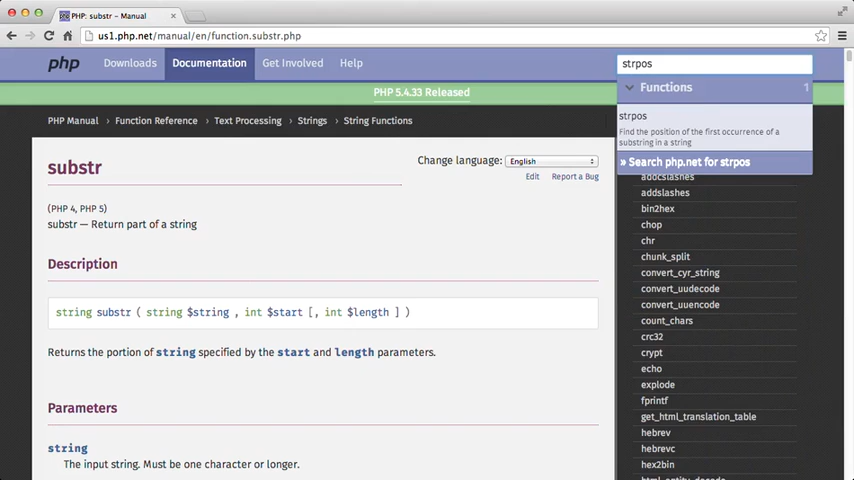 PHP: substr - Manual
us1.php.net/manual/en/function.substr.php
php Downloads Documentation Get Involved Help
strpos
Functions 1
PHP 5.4.33 Released
strpos
Find the position of the first occurrence of a
substring in a string
» Search php.net for strpos
PHP Manual Function Reference Text Processing Strings String Functions
substr
Change language: English
Edit Report a Bug
(PHP 4, PHP 5)
substr — Return part of a string
Description
string substr ( string $string , int $start [, int $length ] )
Returns the portion of string specified by the start and length parameters.
Parameters
string
The input string. Must be one character or longer.
addcslashes
addslashes
bin2hex
chop
chr
chunk_split
convert_cyr_string
convert_uudecode
convert_uuencode
count_chars
crc32
crypt
echo
explode
fprintf
get_html_translation_table
hebrev
hebrevc
hex2bin